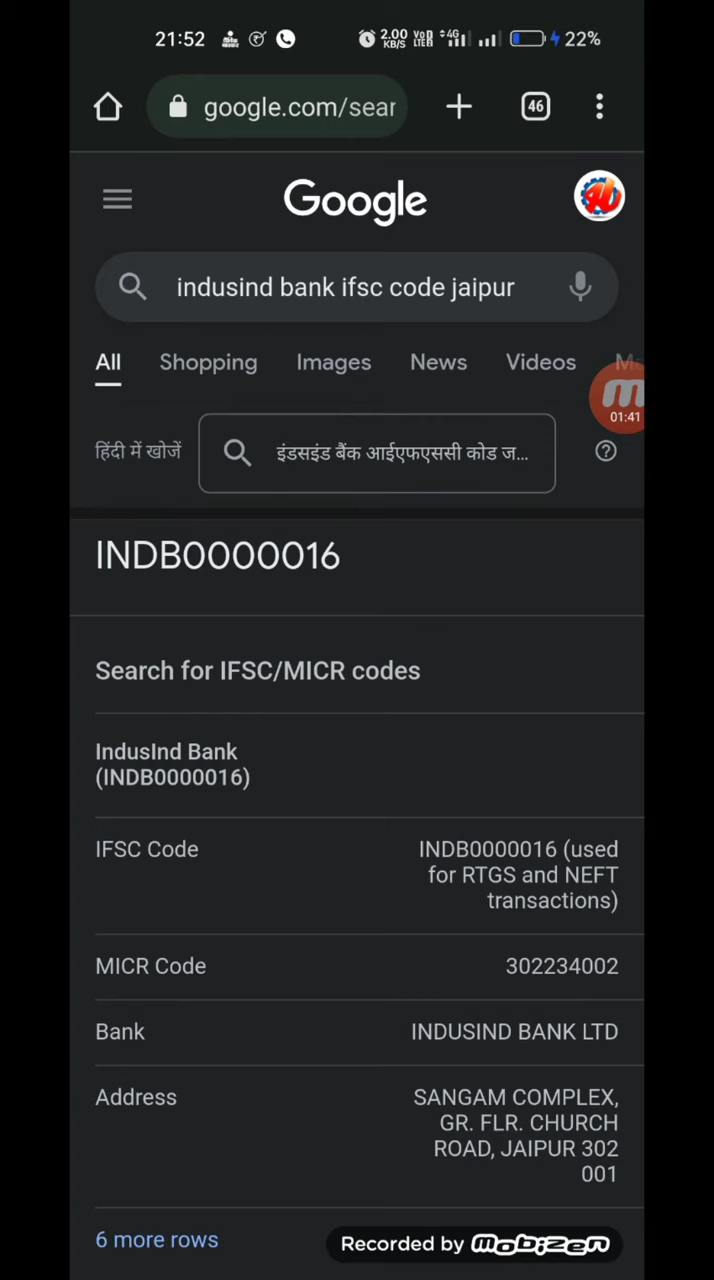 21:52 2.00 KB/S VoLTE 4G 22%
google.com/sear 46
Google
indusind bank ifsc code jaipur
All Shopping Images News Videos
01:41
हिंदी में खोजें इंडसइंड बैंक आईएफएससी कोड ज...
INDB0000016
Search for IFSC/MICR codes
IndusInd Bank
(INDB0000016)
IFSC Code INDB0000016 (used
for RTGS and NEFT
transactions)
MICR Code 302234002
Bank INDUSIND BANK LTD
Address SANGAM COMPLEX,
GR. FLR. CHURCH
ROAD, JAIPUR 302
001
6 more rows Recorded by mobizen